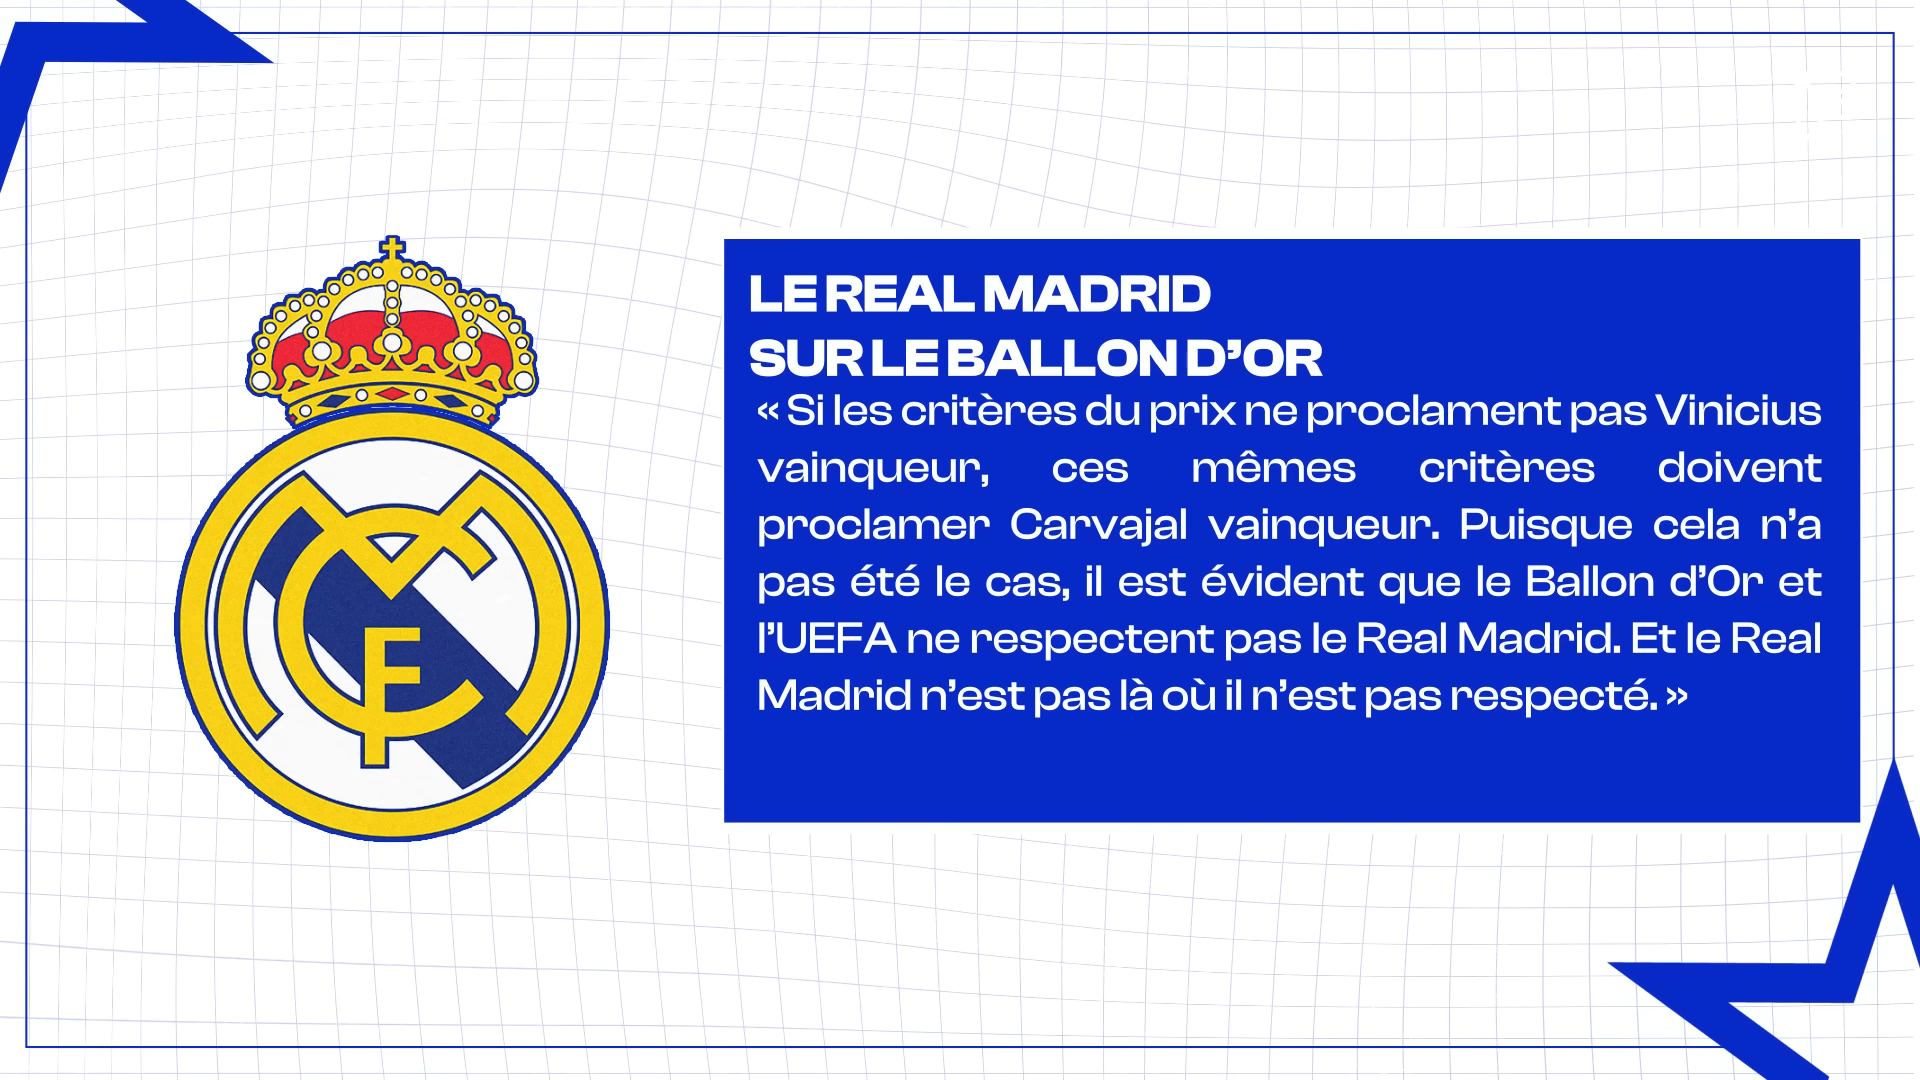 LE REAL MADRID
SUR LE BALLON D’OR
« Si les critères du prix ne proclament pas Vinicius
vainqueur, ces mêmes critères doivent
proclamer Carvajal vainqueur. Puisque cela n’a
pas été le cas, il est évident que le Ballon d’Or et
l’UEFA ne respectent pas le Real Madrid. Et le Real
Madrid n’est pas là où il n’est pas respecté. »